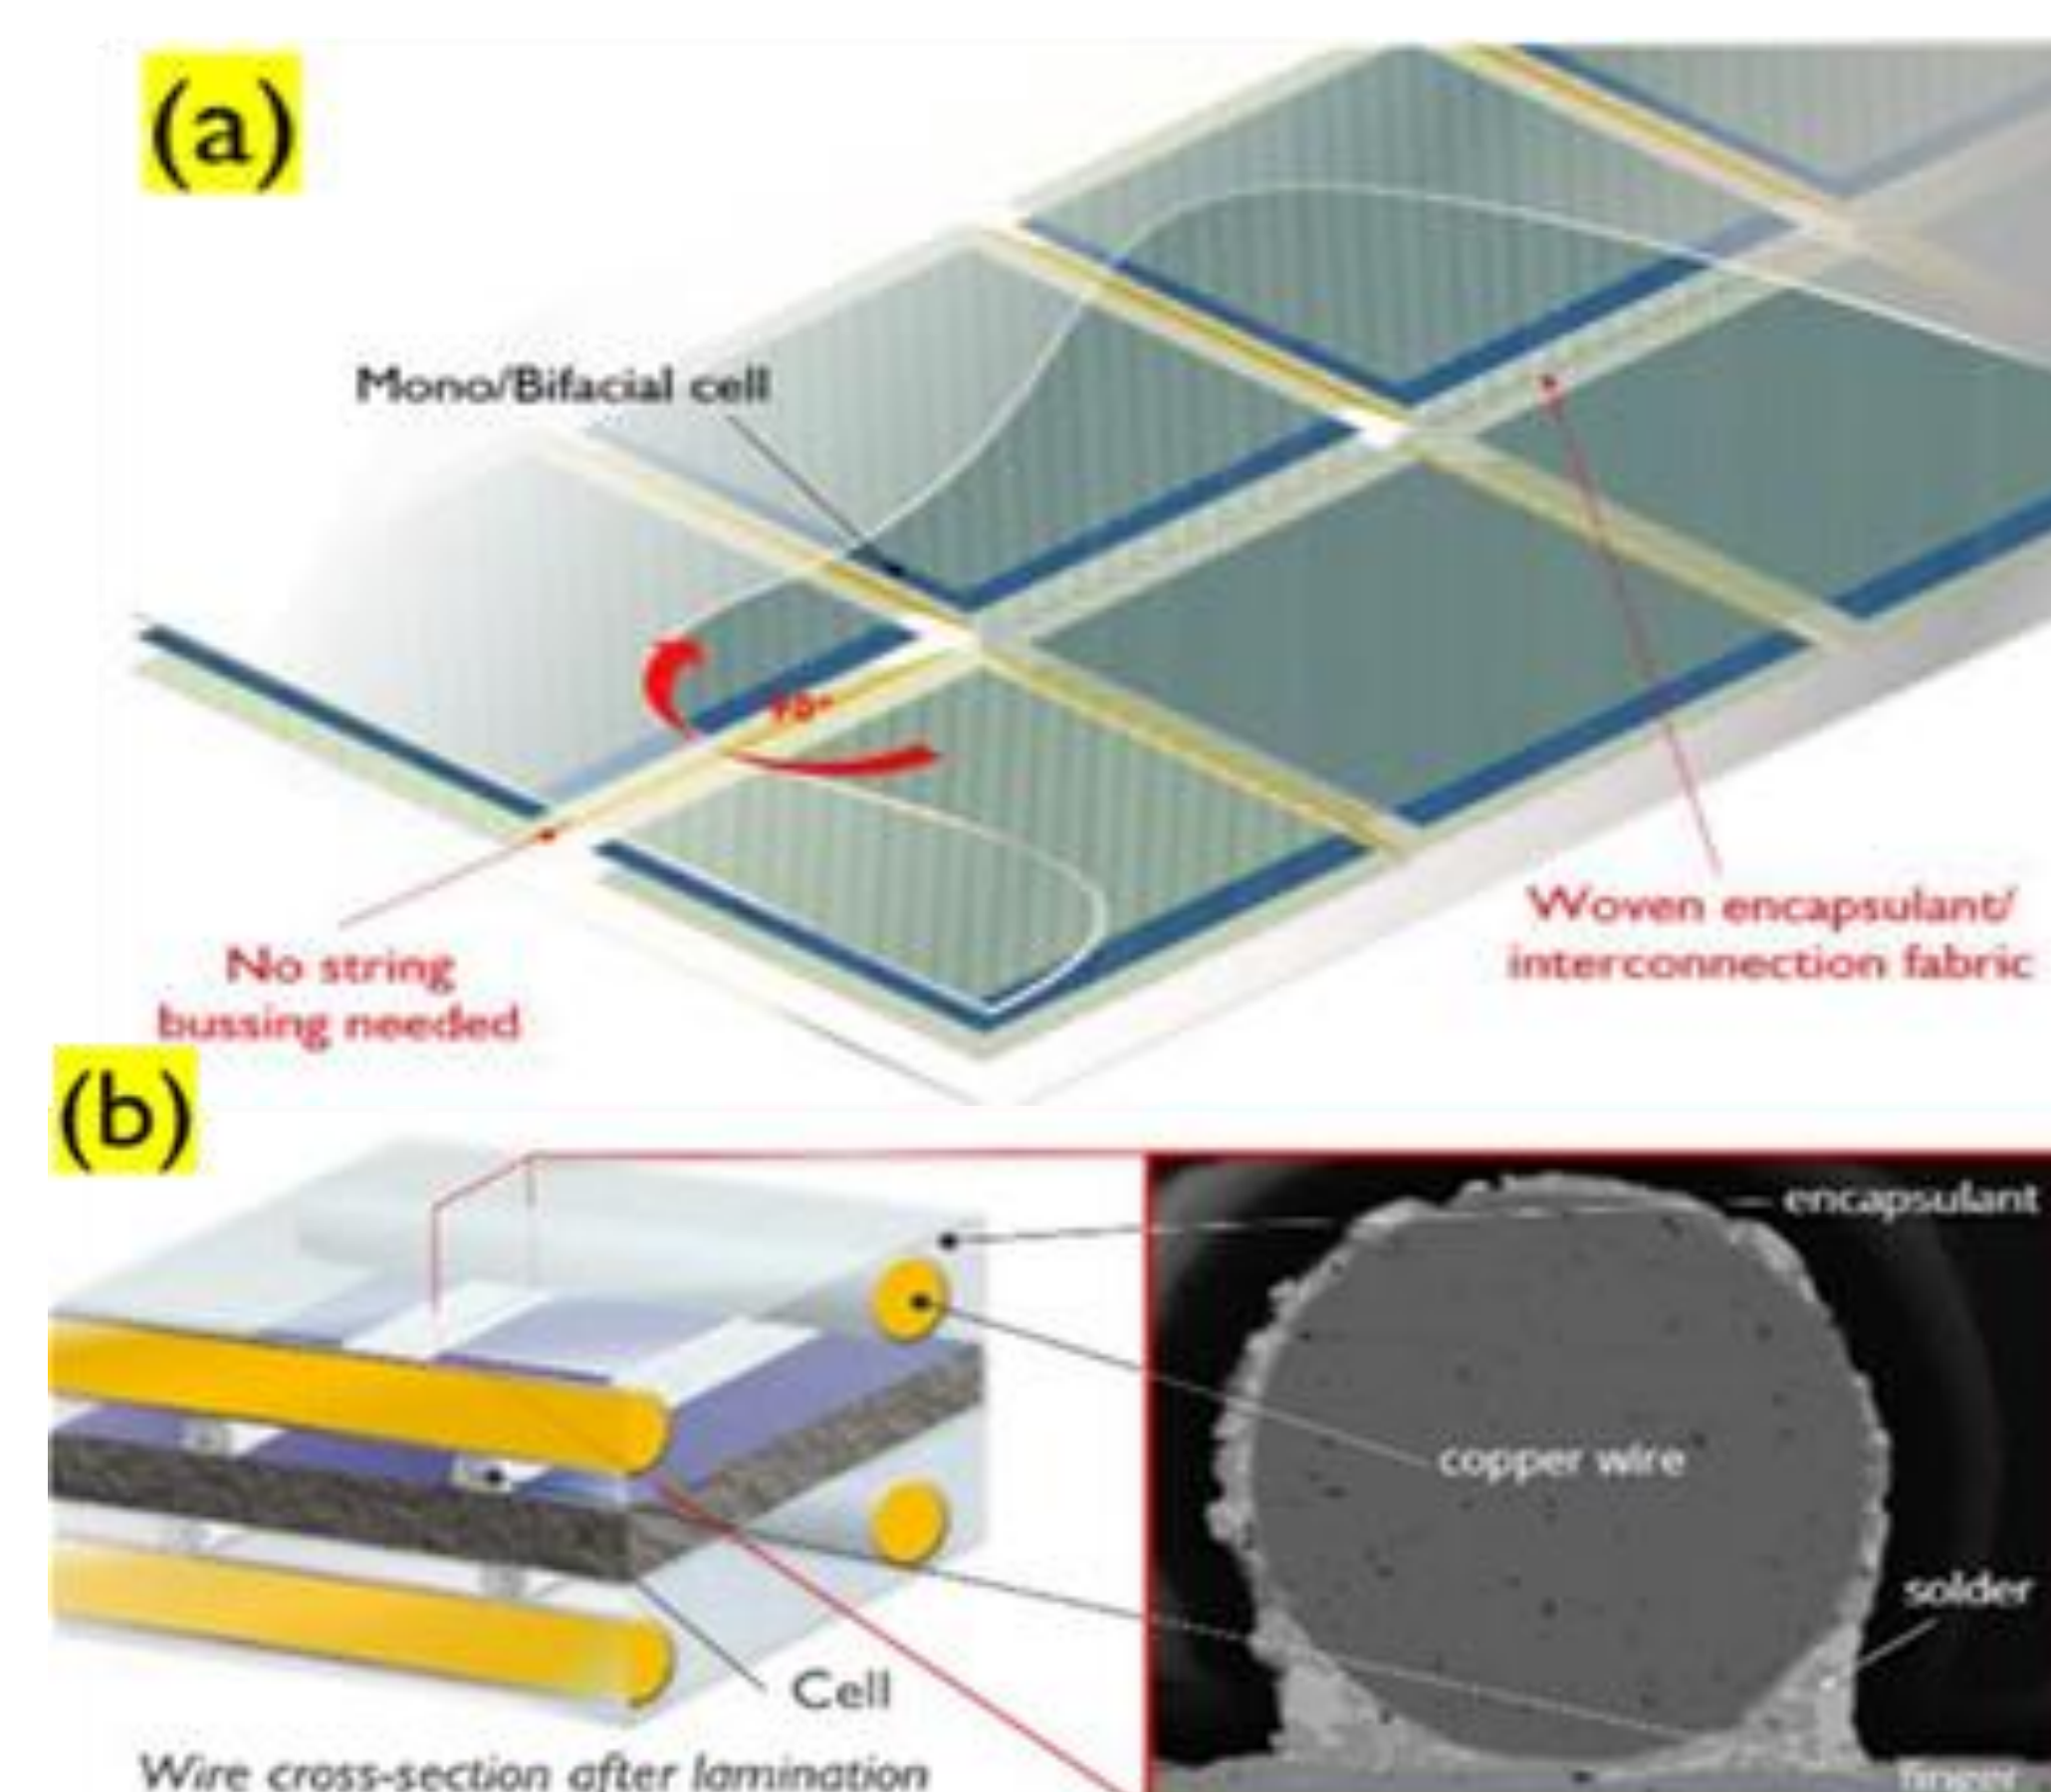 (a)
Mono/Bifacial cell
No string
bussing needed
Woven encapsulant/
interconnection fabric
(b)
encapsulant
copper wire
solder
Cell
finger
Wire cross-section after lamination